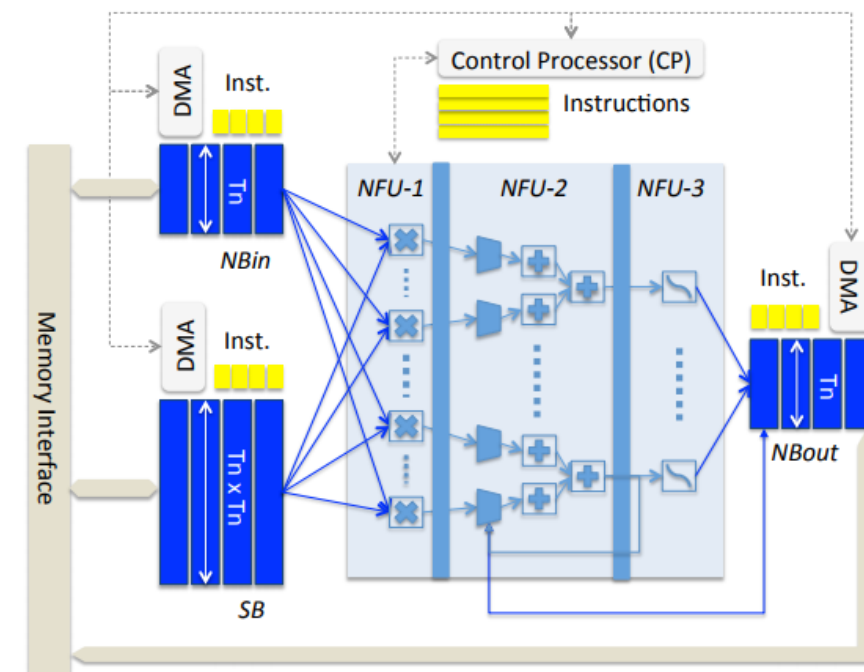 Control Processor (CP)
DMA
Inst.
Instructions
Tn
NBin
NFU-1
NFU-2
NFU-3
DMA
Inst.
Tn x Tn
SB
Memory Interface
Inst.
DMA
Tn
NBout